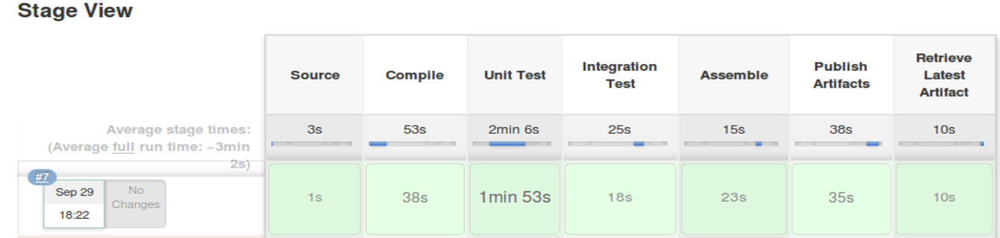 Stage View
Source
Compile
Unit Test
Integration
Test
Assemble
Publish
Artifacts
Retrieve
Latest
Artifact
Average stage times:
(Average full run time: ~3min
2s)
3s
53s
2min 6s
25s
15s
38s
10s
#7
Sep 29
18:22
No
Changes
1s
38s
1min 53s
18s
23s
35s
10s